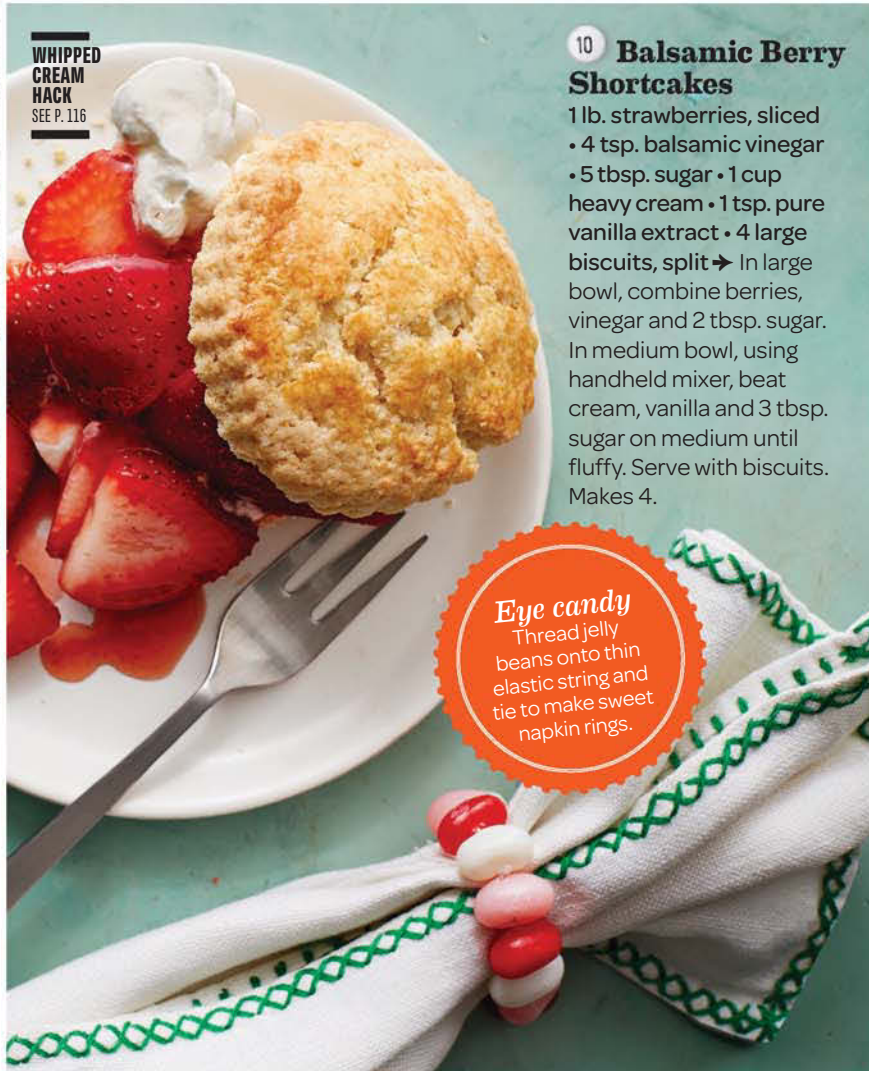 WHIPPED
CREAM
HACK
SEE P. 116
10 Balsamic Berry
Shortcakes
1 lb. strawberries, sliced
• 4 tsp. balsamic vinegar
• 5 tbsp. sugar • 1 cup
heavy cream • 1 tsp. pure
vanilla extract • 4 large
biscuits, split➔ In large
bowl, combine berries,
vinegar and 2 tbsp. sugar.
In medium bowl, using
handheld mixer, beat
cream, vanilla and 3 tbsp.
sugar on medium until
fluffy. Serve with biscuits.
Makes 4.
Eye candy
Thread jelly
beans onto thin
elastic string and
tie to make sweet
napkin rings.